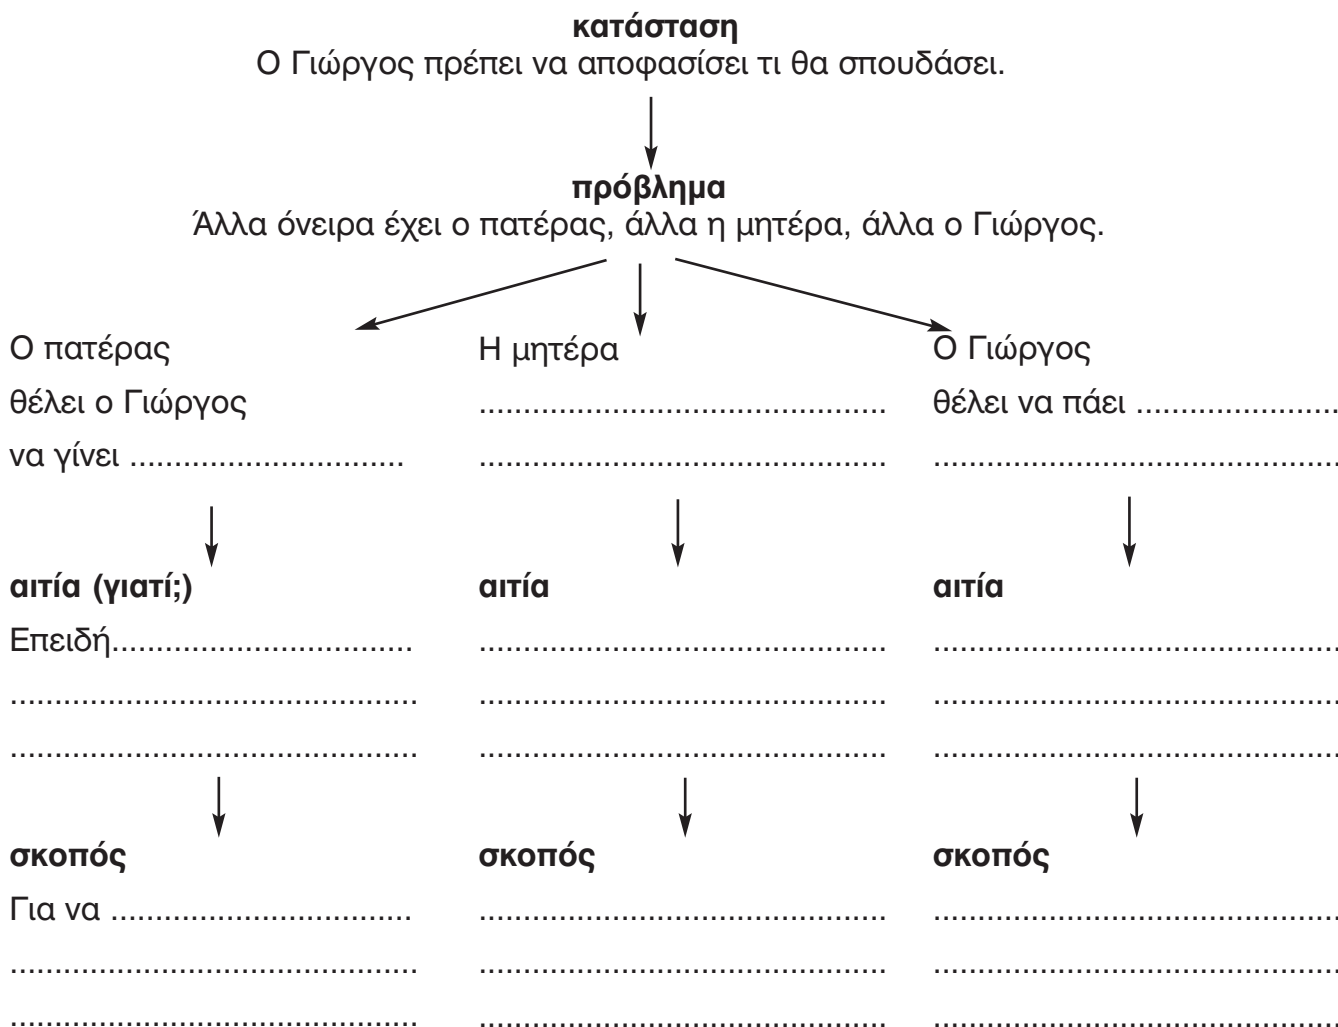 κατάσταση
Ο Γιώργος πρέπει να αποφασίσει τι θα σπουδάσει.
πρόβλημα
Άλλα όνειρα έχει ο πατέρας, άλλα η μητέρα, άλλα ο Γιώργος.
Ο πατέρας
θέλει ο Γιώργος
να γίνει ...............................
Η μητέρα
..............................................
..............................................
Ο Γιώργος
θέλει να πάει .......................
..............................................
αιτία (γιατί;)
Επειδή..................................
..............................................
..............................................
αιτία
..............................................
..............................................
..............................................
αιτία
..............................................
..............................................
..............................................
σκοπός
Για να ..................................
..............................................
..............................................
σκοπός
..............................................
..............................................
..............................................
σκοπός
..............................................
..............................................
..............................................